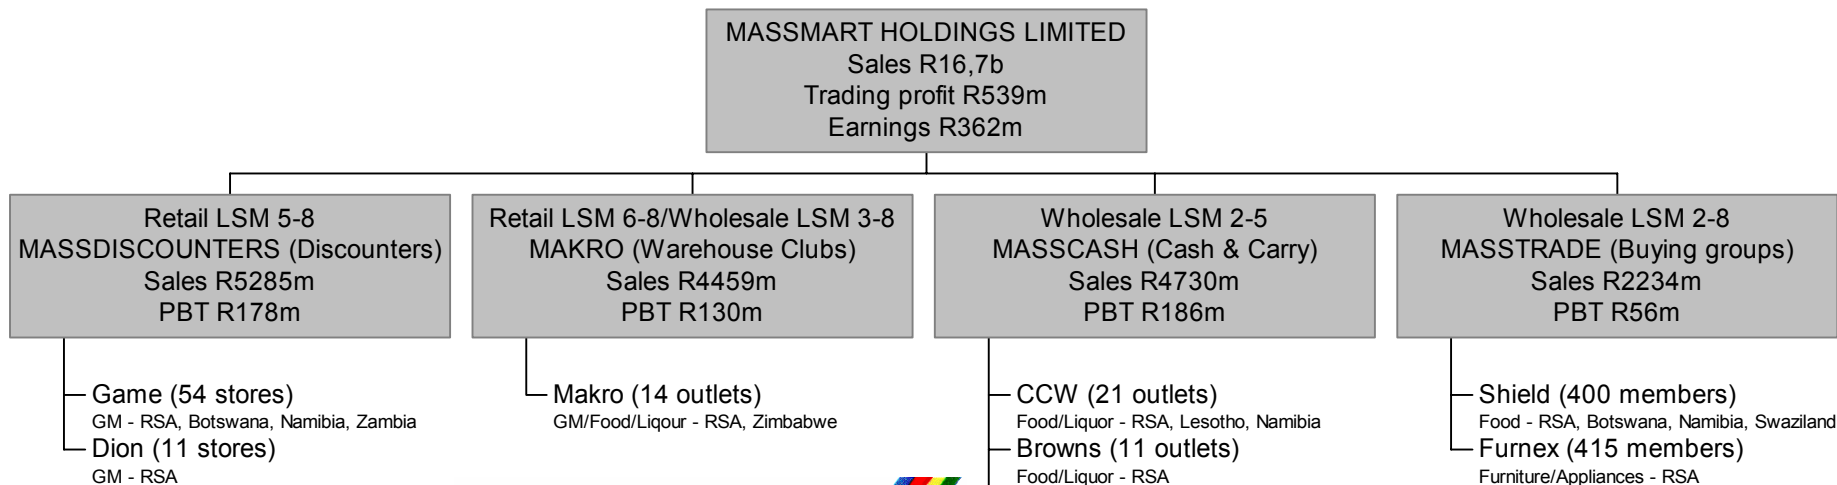 MASSMART HOLDINGS LIMITED
Sales R16,7b
Trading profit R539m
Earnings R362m
Retail LSM 5-8
MASSDISCOUNTERS (Discounters)
Sales R5285m
PBT R178m
Retail LSM 6-8/Wholesale LSM 3-8
MAKRO (Warehouse Clubs)
Sales R4459m
PBT R130m
Wholesale LSM 2-5
MASSCASH (Cash & Carry)
Sales R4730m
PBT R186m
Wholesale LSM 2-8
MASSTRADE (Buying groups)
Sales R2234m
PBT R56m
Game (54 stores)
GM - RSA, Botswana, Namibia, Zambia
Dion (11 stores)
GM - RSA
Makro (14 outlets)
GM/Food/Liqour - RSA, Zimbabwe
CCW (21 outlets)
Food/Liquor - RSA, Lesotho, Namibia
Browns (11 outlets)
Food/Liquor - RSA
Shield (400 members)
Food - RSA, Botswana, Namibia, Swaziland
Furnex (415 members)
Furniture/Appliances - RSA